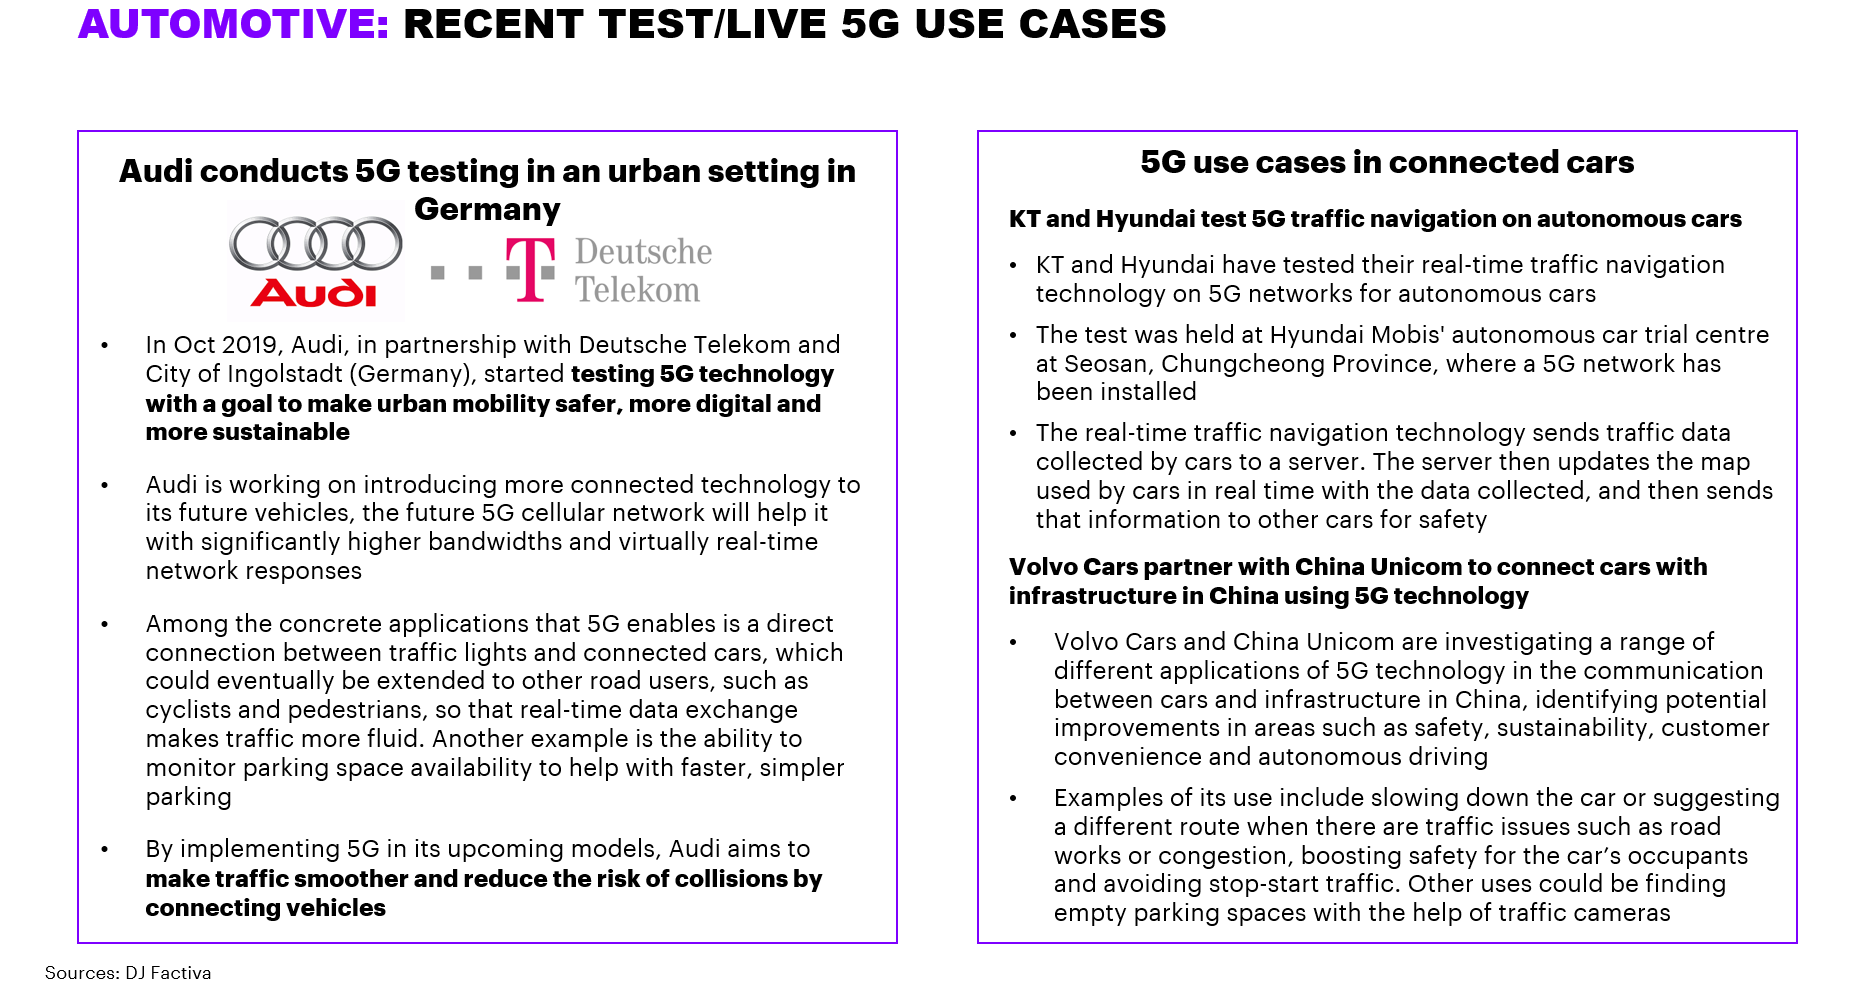 AUTOMOTIVE: RECENT TEST/LIVE 5G USE CASES
Audi conducts 5G testing in an urban setting in
Germany
Audi
T
Deutsche
Telekom
• In Oct 2019, Audi, in partnership with Deutsche Telekom and
City of Ingolstadt (Germany), started testing 5G technology
with a goal to make urban mobility safer, more digital and
more sustainable
• Audi is working on introducing more connected technology to
its future vehicles, the future 5G cellular network will help it
with significantly higher bandwidths and virtually real-time
network responses
• Among the concrete applications that 5G enables is a direct
connection between traffic lights and connected cars, which
could eventually be extended to other road users, such as
cyclists and pedestrians, so that real-time data exchange
makes traffic more fluid. Another example is the ability to
monitor parking space availability to help with faster, simpler
parking
• By implementing 5G in its upcoming models, Audi aims to
make traffic smoother and reduce the risk of collisions by
connecting vehicles
5G use cases in connected cars
KT and Hyundai test 5G traffic navigation on autonomous cars
• KT and Hyundai have tested their real-time traffic navigation
technology on 5G networks for autonomous cars
• The test was held at Hyundai Mobis' autonomous car trial centre
at Seosan, Chungcheong Province, where a 5G network has
been installed
• The real-time traffic navigation technology sends traffic data
collected by cars to a server. The server then updates the map
used by cars in real time with the data collected, and then sends
that information to other cars for safety
Volvo Cars partner with China Unicom to connect cars with
infrastructure in China using 5G technology
• Volvo Cars and China Unicom are investigating a range of
different applications of 5G technology in the communication
between cars and infrastructure in China, identifying potential
improvements in areas such as safety, sustainability, customer
convenience and autonomous driving
• Examples of its use include slowing down the car or suggesting
a different route when there are traffic issues such as road
works or congestion, boosting safety for the car’s occupants
and avoiding stop-start traffic. Other uses could be finding
empty parking spaces with the help of traffic cameras
Sources: DJ Factiva